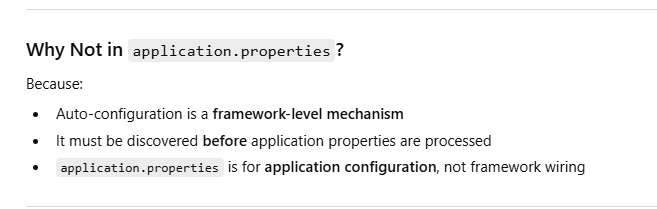 Why Not in application.properties?
Because:
• Auto-configuration is a framework-level mechanism
• It must be discovered before application properties are processed
• application.properties is for application configuration, not framework wiring